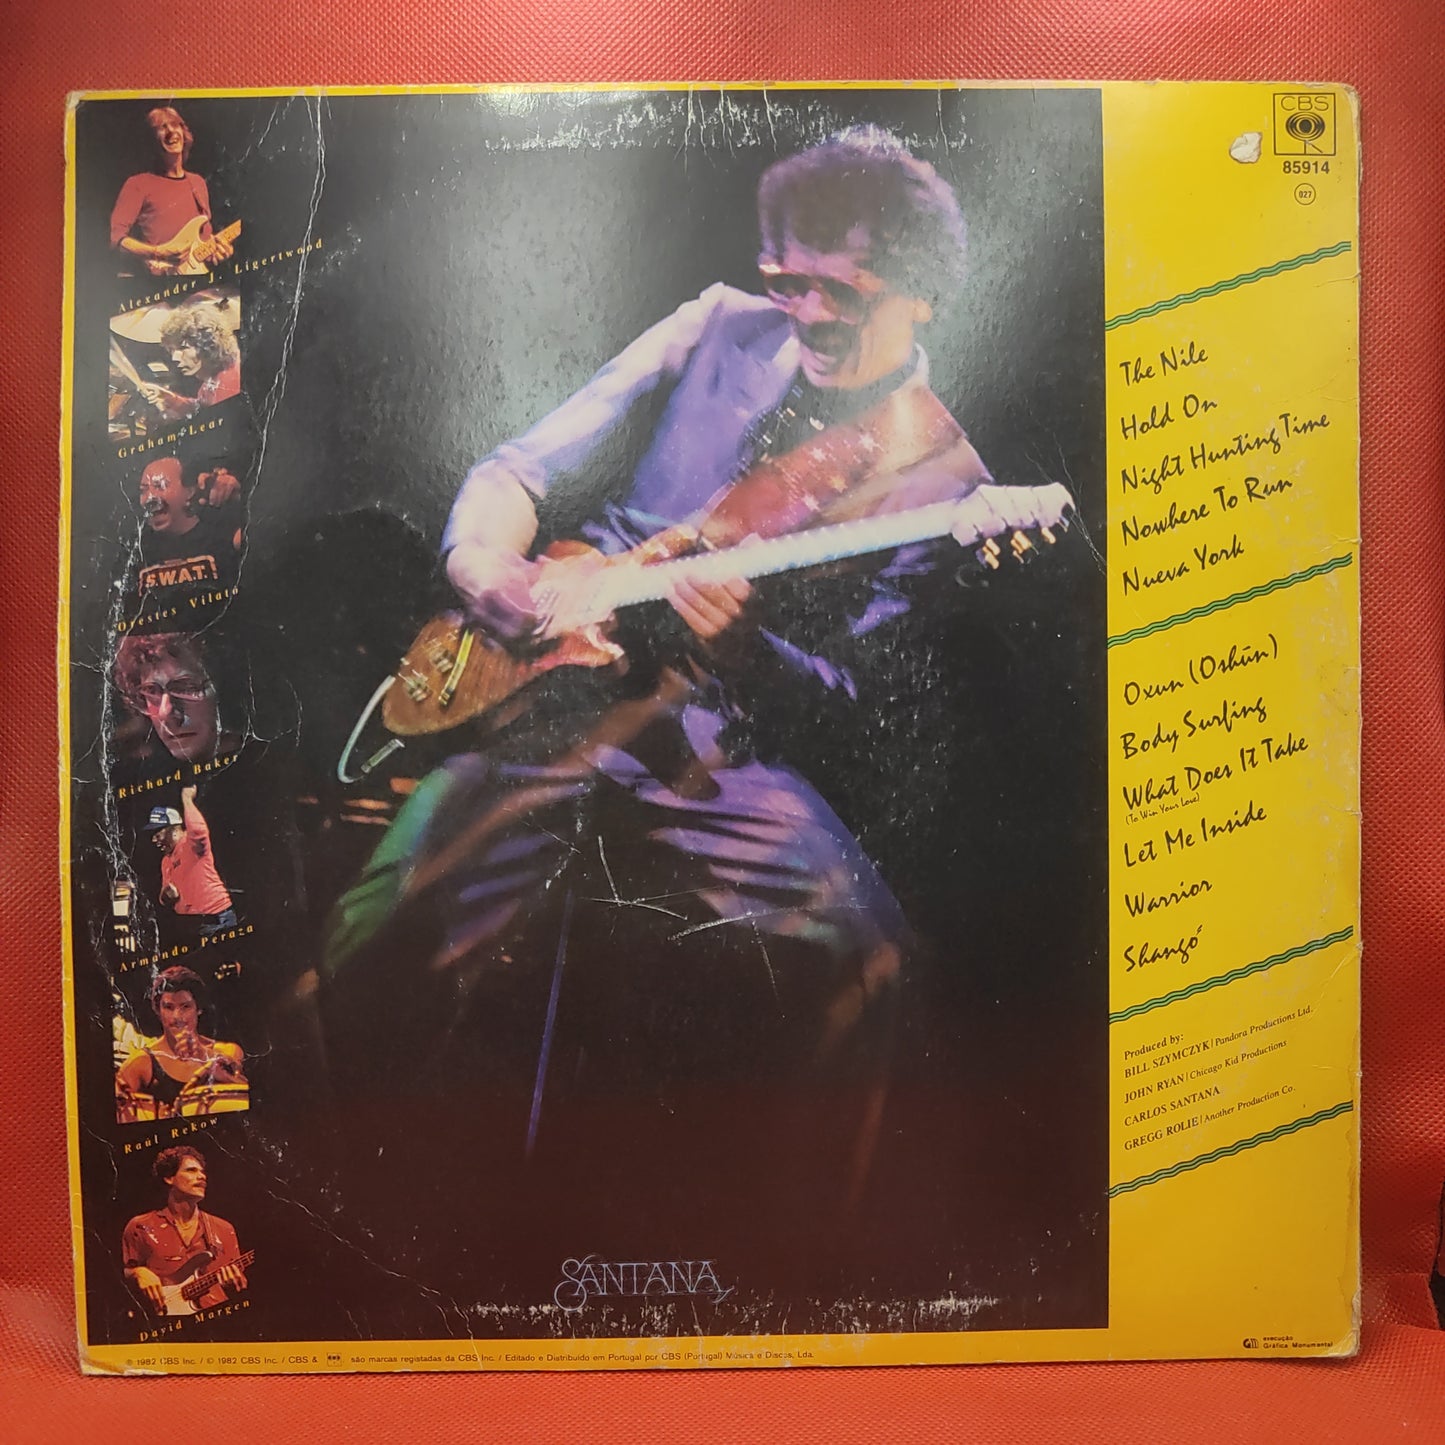 CBS
85914
027
Alexander J. Ligertwood
Graham Lear
S.W.A.T.
Orestes Vilató
Richard Baker
Armando Peraza
Raúl Rekow
David Margen
The Nile
Hold On
Night Hunting Time
Nowhere To Run
Nueva York
Oxun (Oshūn)
Body Surfing
What Does It Take
(To Win Your Love)
Let Me Inside
Warrior
Shangó
Produced by:
BILL SZYMCZYK | Pandora Productions Ltd.
JOHN RYAN | Chicago Kid Productions
CARLOS SANTANA
GREGG ROLIE | Another Production Co.
SANTANA
℗ 1982 CBS Inc. / © 1982 CBS Inc. / CBS & são marcas registadas da CBS Inc. / Editado e Distribuido em Portugal por CBS (Portugal) Música e Discos, Lda.
execução
Gráfica Monumental